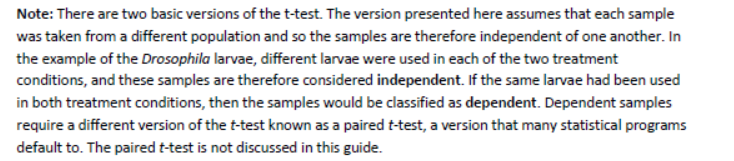 Note: There are two basic versions of the t-test. The version presented here assumes that each sample
was taken from a different population and so the samples are therefore independent of one another. In
the example of the Drosophila larvae, different larvae were used in each of the two treatment
conditions, and these samples are therefore considered independent. If the same larvae had been used
in both treatment conditions, then the samples would be classified as dependent. Dependent samples
require a different version of the t-test known as a paired t-test, a version that many statistical programs
default to. The paired t-test is not discussed in this guide.